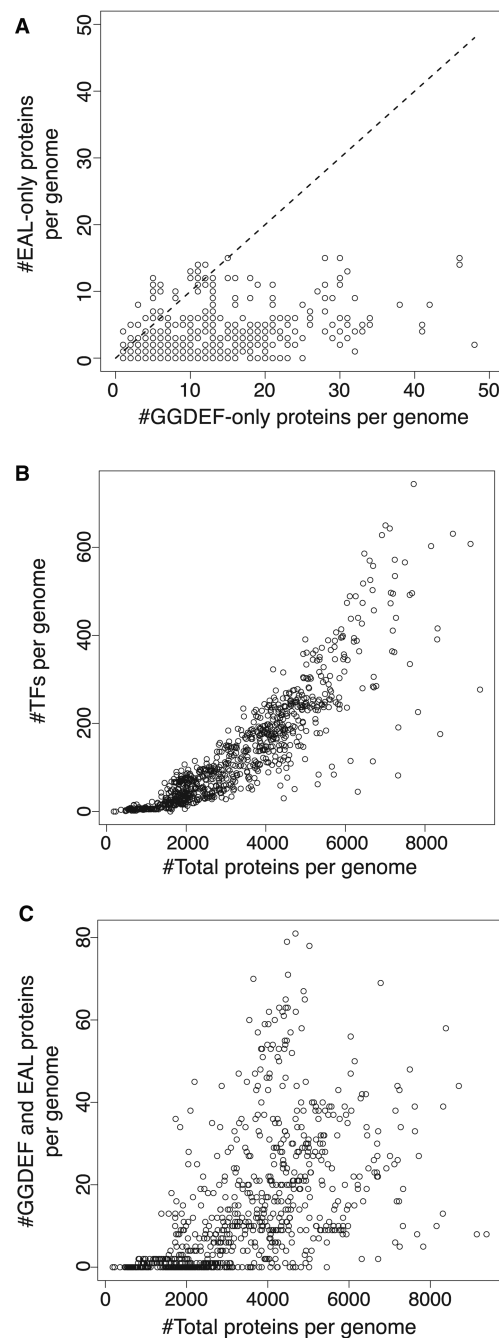 A
#EAL-only proteins
per genome
50
40
30
20
10
0
0 10 20 30 40 50
#GGDEF-only proteins per genome
B
#TFs per genome
600
400
200
0
0 2000 4000 6000 8000
#Total proteins per genome
C
#GGDEF and EAL proteins
per genome
80
60
40
20
0
0 2000 4000 6000 8000
#Total proteins per genome